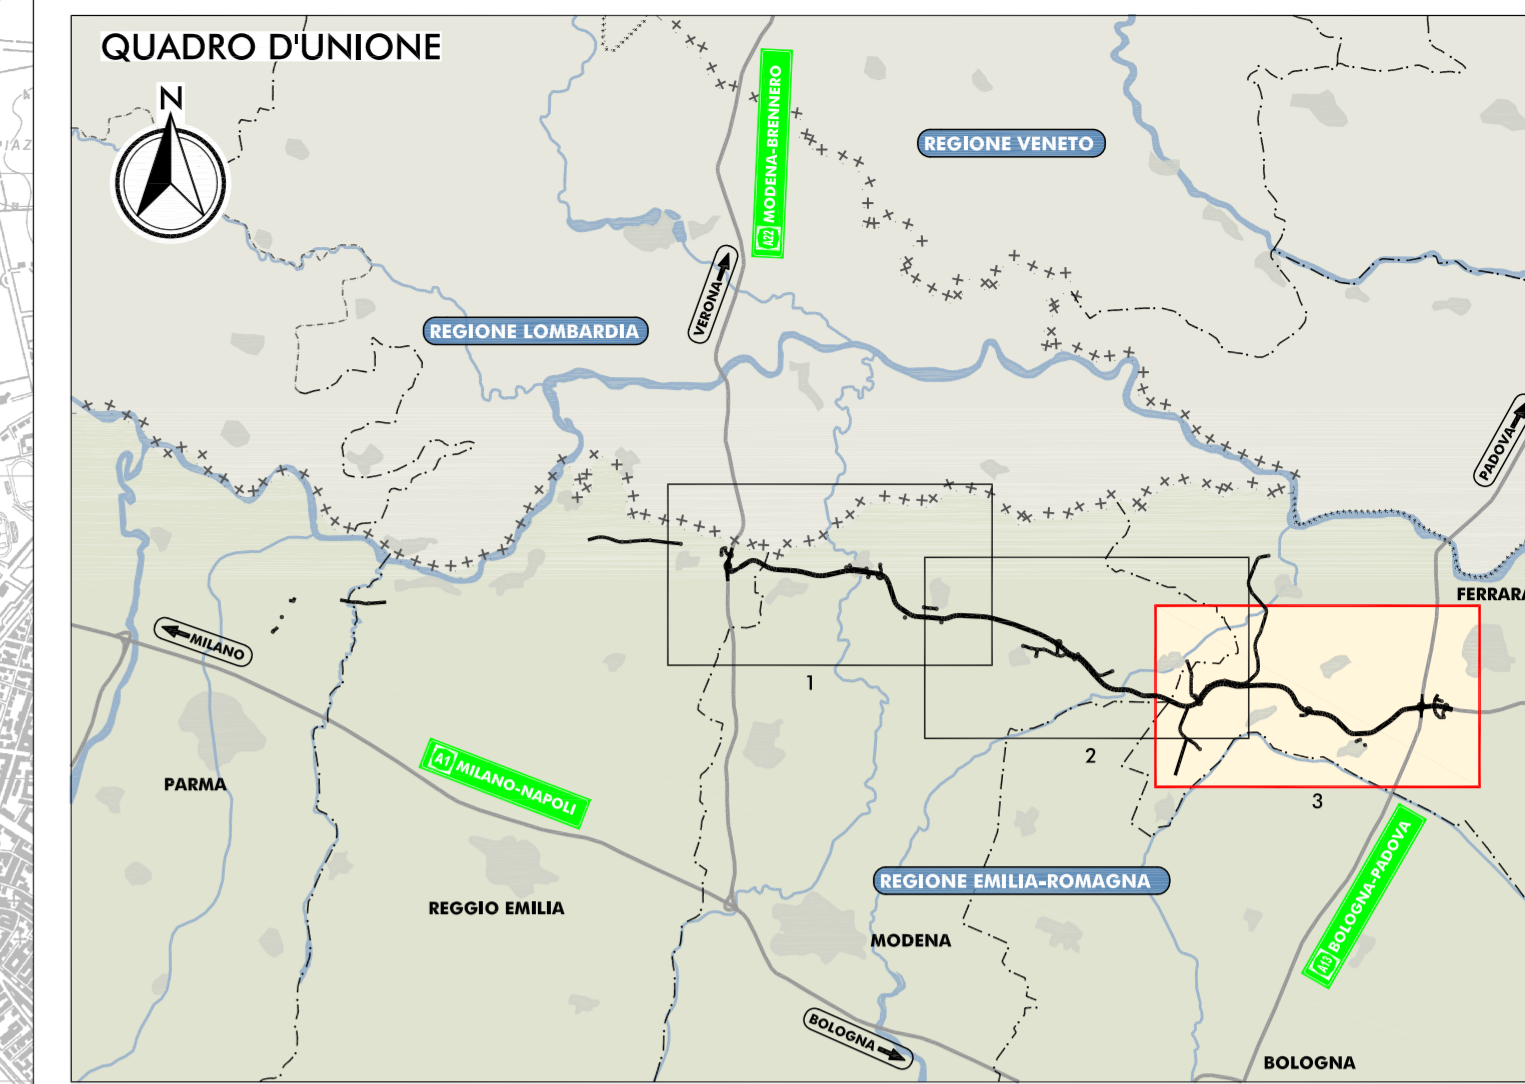 QUADRO D'UNIONE
N
A22 MODENA-BRENNERO
REGIONE VENETO
VERONA
REGIONE LOMBARDIA
PADOVA
FERRARA
MILANO
1
2
3
PARMA
A1 MILANO-NAPOLI
REGIONE EMILIA-ROMAGNA
A13 BOLOGNA-PADOVA
REGGIO EMILIA
MODENA
BOLOGNA
BOLOGNA